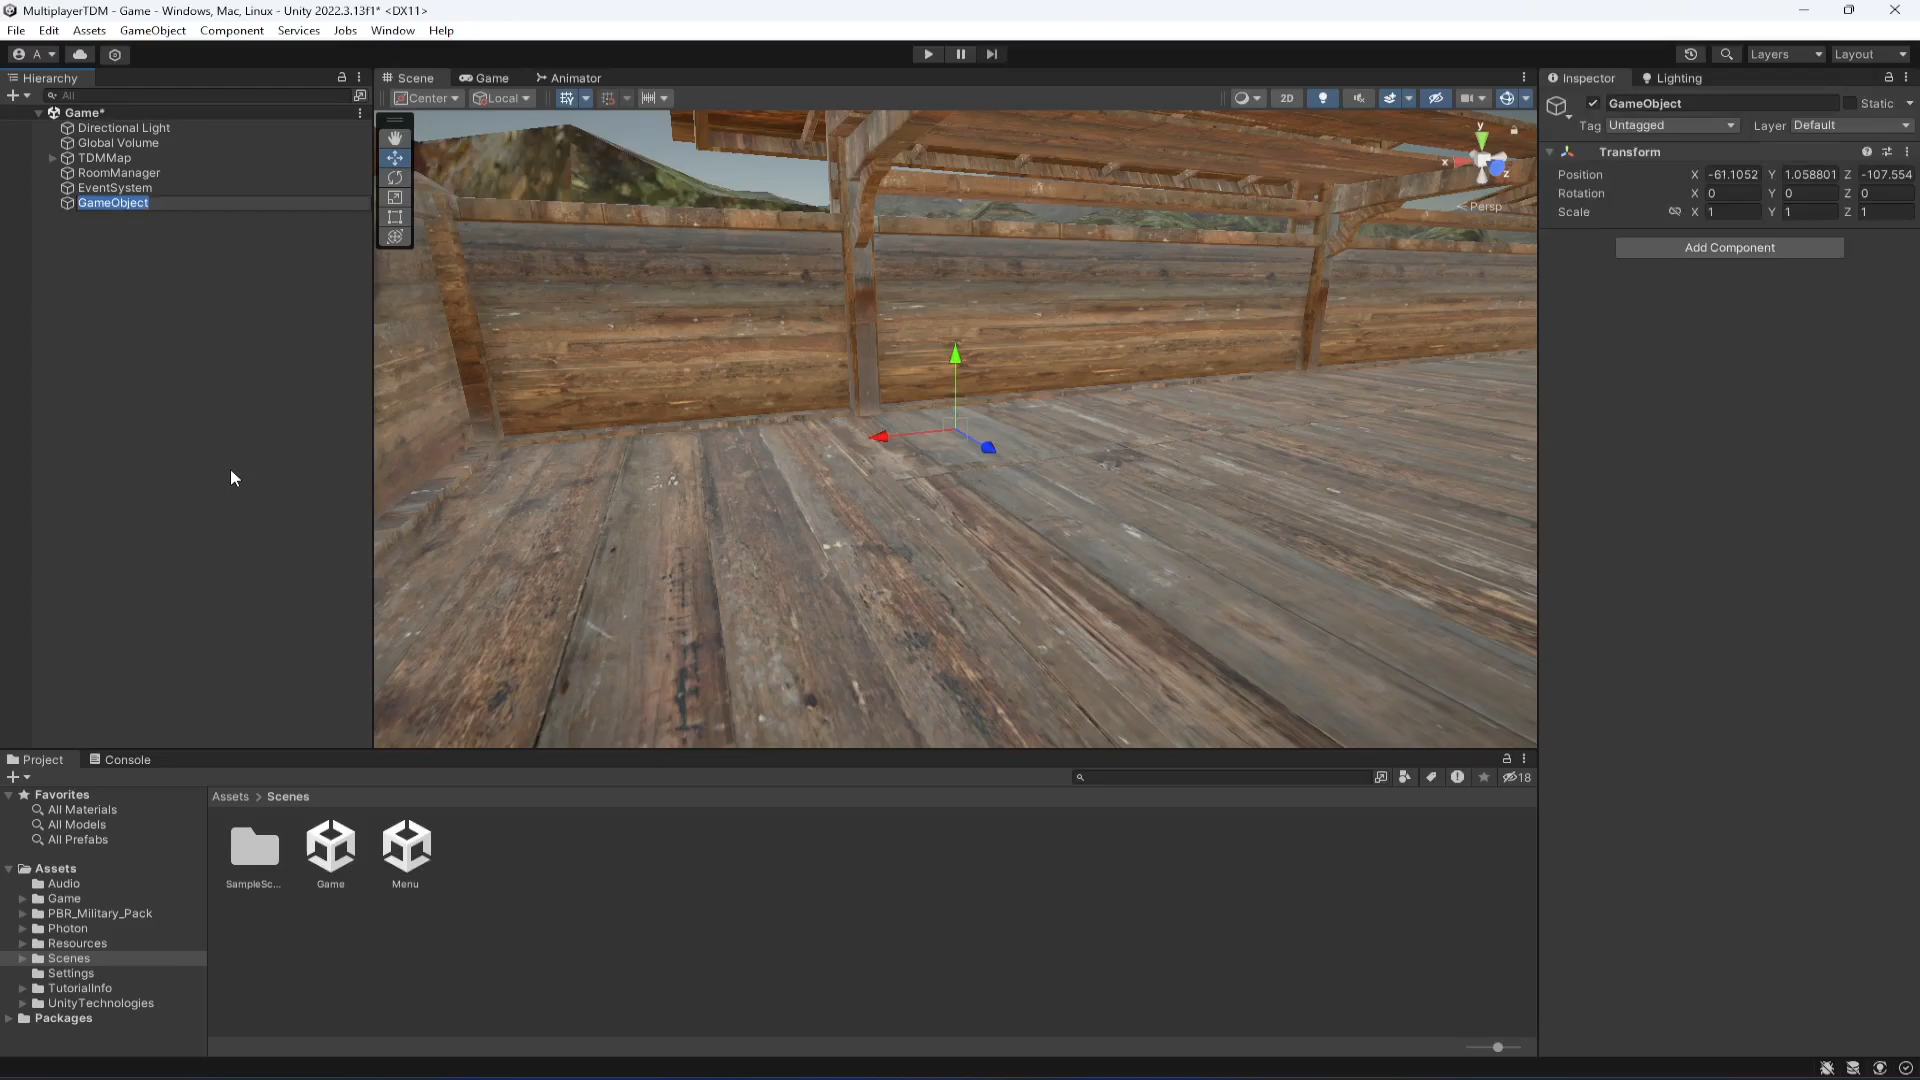 MultiplayerTDM - Game - Windows, Mac, Linux - Unity 2022.3.13f1* <DX11>
File Edit Assets GameObject Component Services Jobs Window Help
A Layers Layout
Hierarchy
All
Game*
Directional Light
Global Volume
TDMMap
RoomManager
EventSystem
GameObject
Scene Game Animator
Center Local 2D
y
x
z
Persp
Inspector Lighting
GameObject Static
Tag Untagged Layer Default
Transform
Position X -61.1052 Y 1.058801 Z -107.554
Rotation X 0 Y 0 Z 0
Scale X 1 Y 1 Z 1
Add Component
Project Console
18
Favorites
All Materials
All Models
All Prefabs
Assets
Audio
Game
PBR_Military_Pack
Photon
Resources
Scenes
Settings
TutorialInfo
UnityTechnologies
Packages
Assets > Scenes
SampleSc... Game Menu